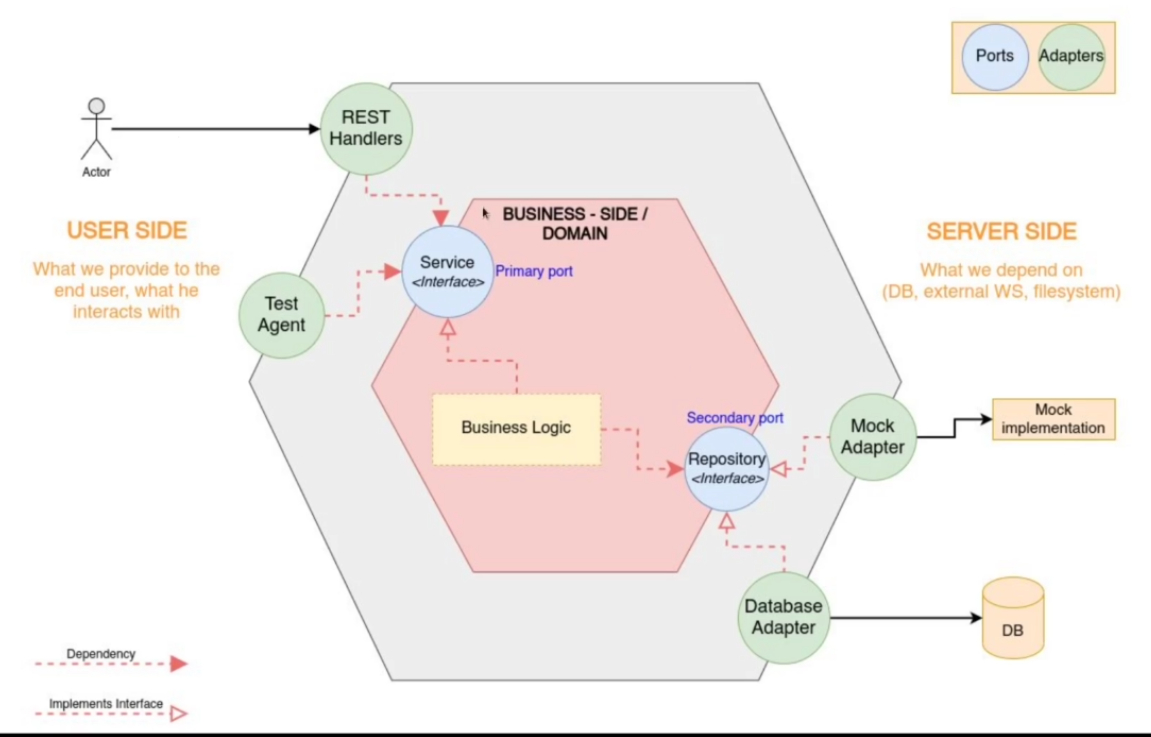 Ports
Adapters
REST
Handlers
Actor
USER SIDE
What we provide to the
end user, what he
interacts with
BUSINESS - SIDE /
DOMAIN
SERVER SIDE
What we depend on
(DB, external WS, filesystem)
Service
<Interface>
Primary port
Test
Agent
Business Logic
Secondary port
Repository
<Interface>
Mock
Adapter
Mock
implementation
Database
Adapter
DB
Dependency
Implements Interface